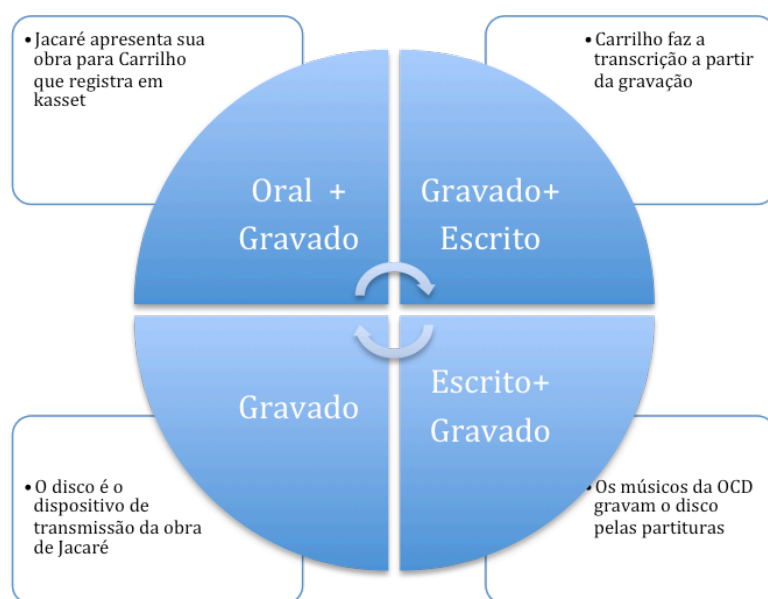 • Jacaré apresenta sua
obra para Carrilho
que registra em
kasset
• Carrilho faz a
transcrição a partir
da gravação
Oral +
Gravado
Gravado+
Escrito
Gravado
Escrito+
Gravado
• O disco é o
dispositivo de
transmissão da obra
de Jacaré
• Os músicos da OCD
gravam o disco
pelas partituras